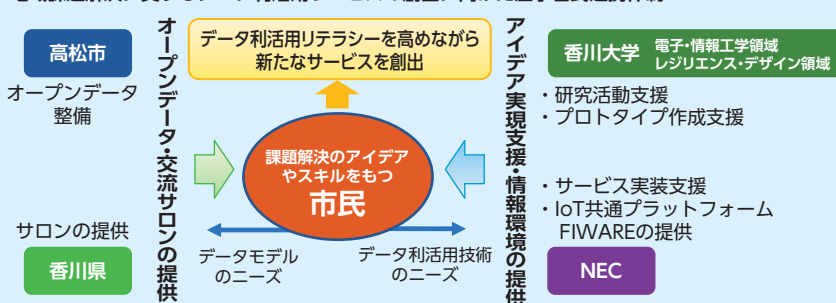 高松市
オープンデータ
整備
サロンの提供
香川県
オープンデータ・交流サロンの提供
データ利活用リテラシーを高めながら
新たなサービスを創出
課題解決のアイデア
やスキルをもつ
市民
データモデル
のニーズ
データ利活用技術
のニーズ
アイデア実現支援・情報環境の提供
香川大学
電子・情報工学領域
レジリエンス・デザイン領域
・研究活動支援
・プロトタイプ作成支援
・サービス実装支援
・IoT共通プラットフォーム
FIWAREの提供
NEC